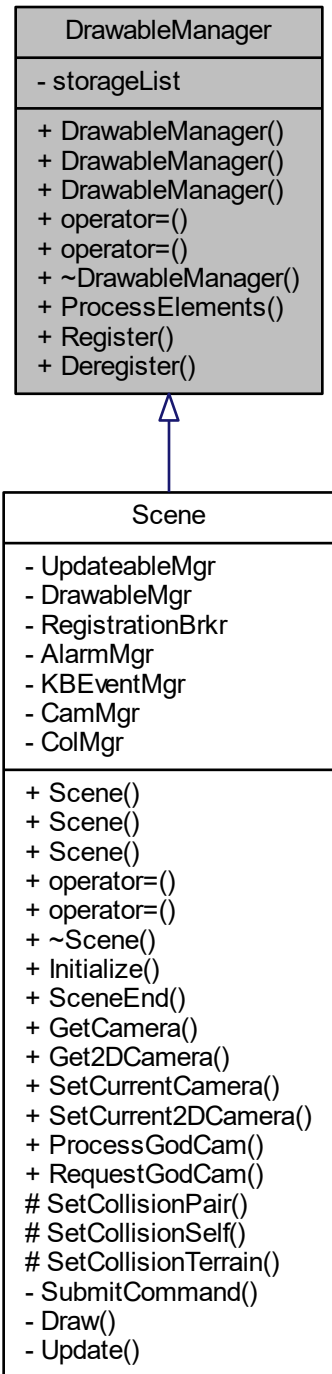 DrawableManager
- storageList
+ DrawableManager()
+ DrawableManager()
+ DrawableManager()
+ operator=()
+ operator=()
+ ~DrawableManager()
+ ProcessElements()
+ Register()
+ Deregister()
Scene
- UpdateableMgr
- DrawableMgr
- RegistrationBrkr
- AlarmMgr
- KBEventMgr
- CamMgr
- ColMgr
+ Scene()
+ Scene()
+ Scene()
+ operator=()
+ operator=()
+ ~Scene()
+ Initialize()
+ SceneEnd()
+ GetCamera()
+ Get2DCamera()
+ SetCurrentCamera()
+ SetCurrent2DCamera()
+ ProcessGodCam()
+ RequestGodCam()
# SetCollisionPair()
# SetCollisionSelf()
# SetCollisionTerrain()
- SubmitCommand()
- Draw()
- Update()